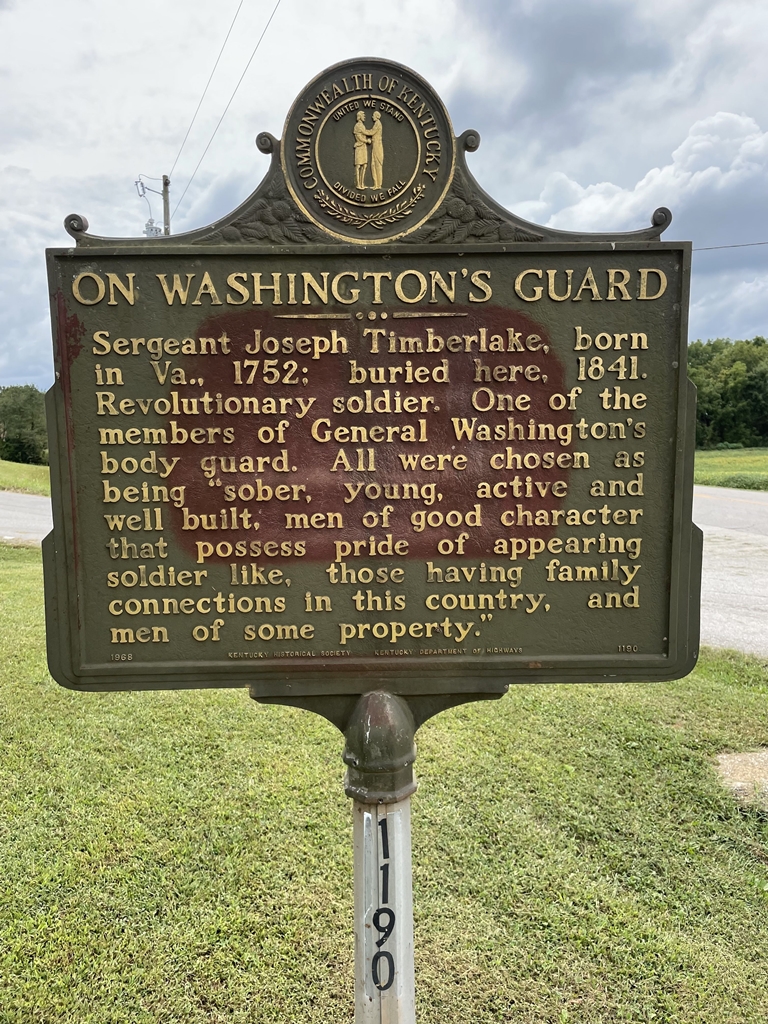 COMMONWEALTH OF KENTUCKY
UNITED WE STAND
DIVIDED WE FALL
ON WASHINGTON'S GUARD
Sergeant Joseph Timberlake, born
in Va., 1752; buried here, 1841.
Revolutionary soldier. One of the
members of General Washington's
body guard. All were chosen as
being "sober, young, active and
well built, men of good character
that possess pride of appearing
soldier like, those having family
connections in this country, and
men of some property."
1968 KENTUCKY HISTORICAL SOCIETY KENTUCKY DEPARTMENT OF HIGHWAYS 1190
1190